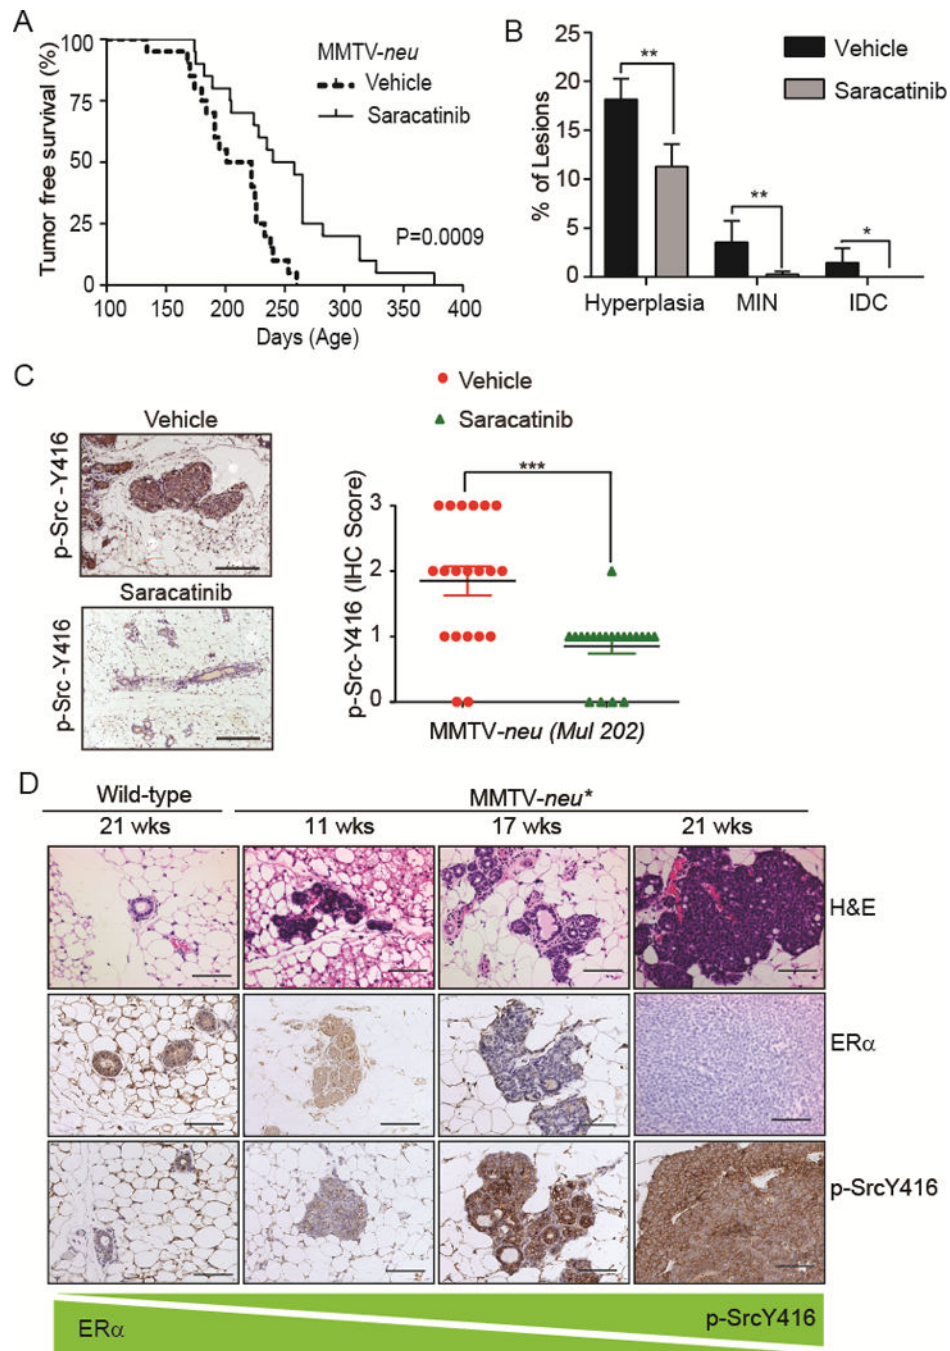 A
MMTV-neu
Vehicle
Saracatinib
P=0.0009
Tumor free survival (%)
100
75
50
25
0
100 150 200 250 300 350 400
Days (Age)
B
Vehicle
Saracatinib
% of Lesions
25
20
15
10
5
0
**
**
*
Hyperplasia MIN IDC
C
Vehicle
p-Src -Y416
Saracatinib
p-Src -Y416
Vehicle
Saracatinib
***
p-Src-Y416 (IHC Score)
3
2
1
0
MMTV-neu (Mul 202)
D
Wild-type MMTV-neu*
21 wks 11 wks 17 wks 21 wks
H&E
ERα
p-SrcY416
ERα p-SrcY416